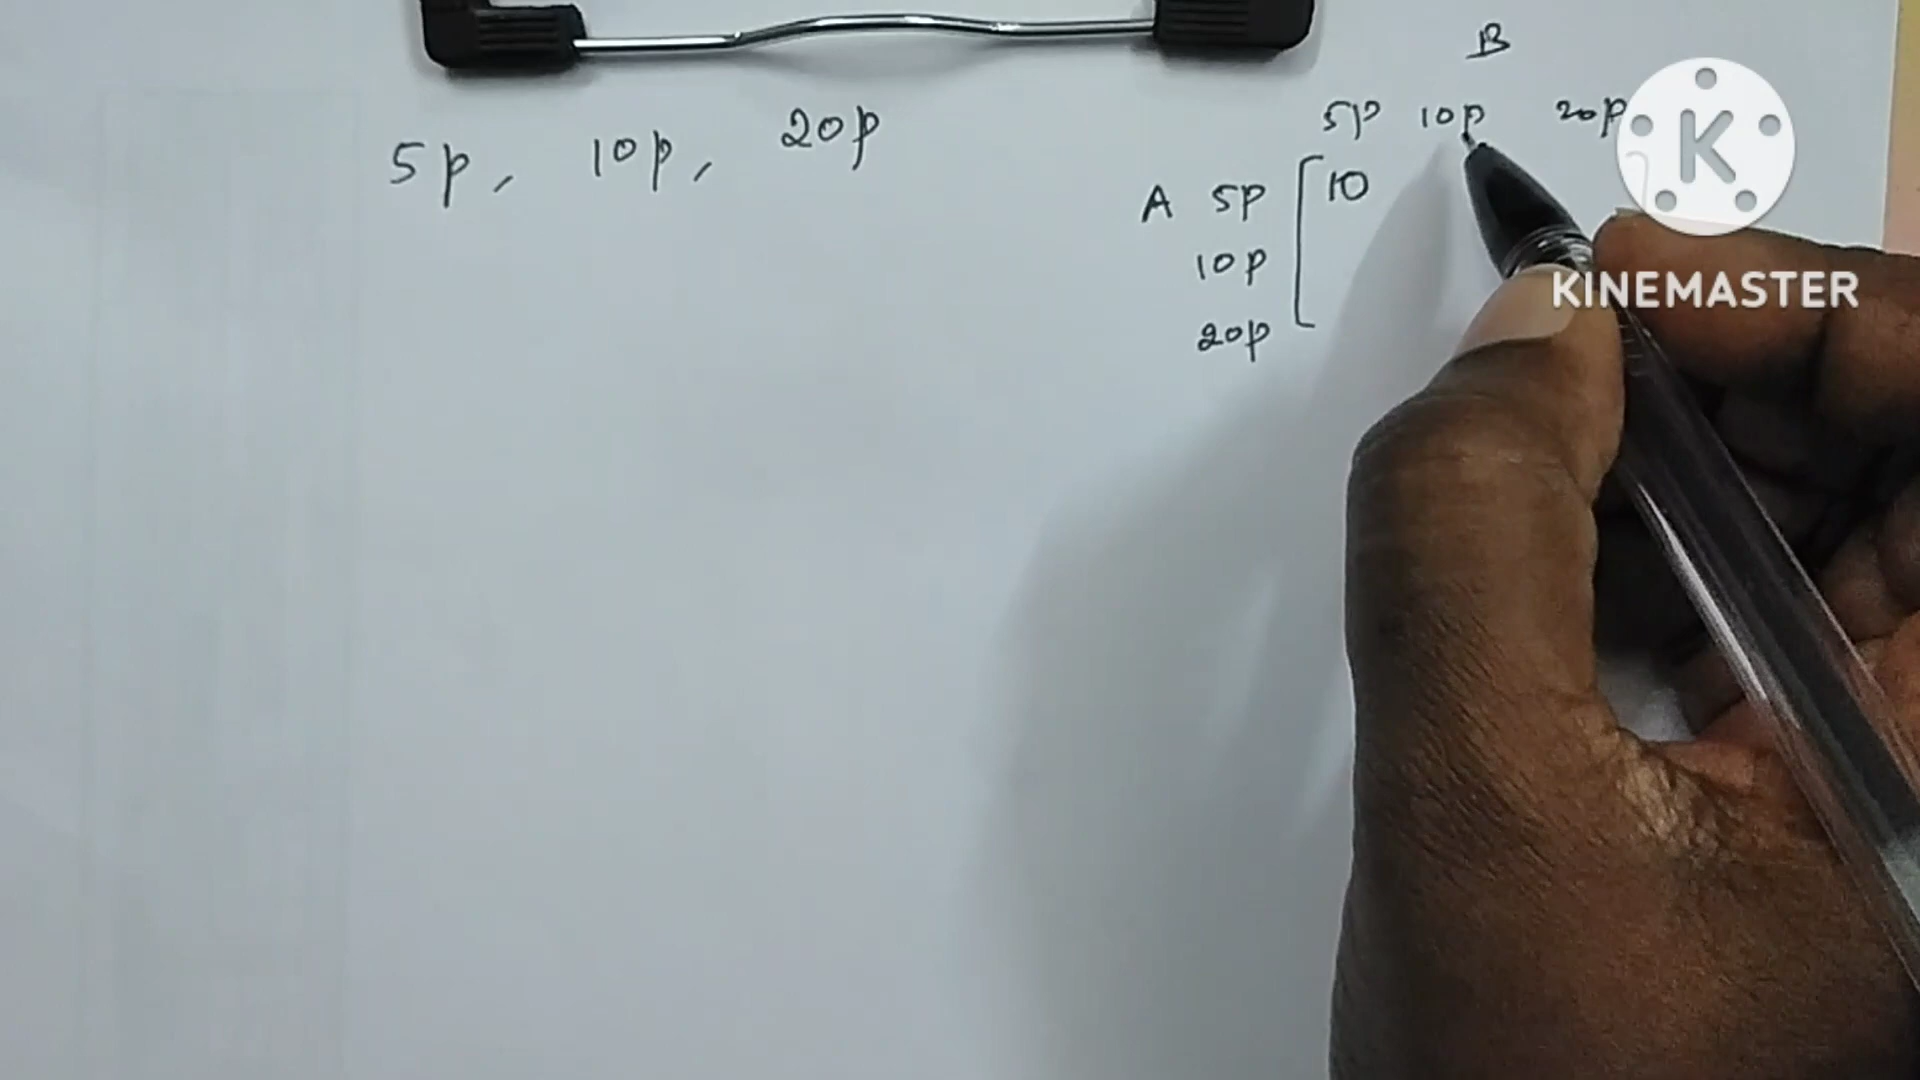 5p, 10p, 20p
B
5p 10p 20p
A 5p [10
10p
20p
K
KINEMASTER